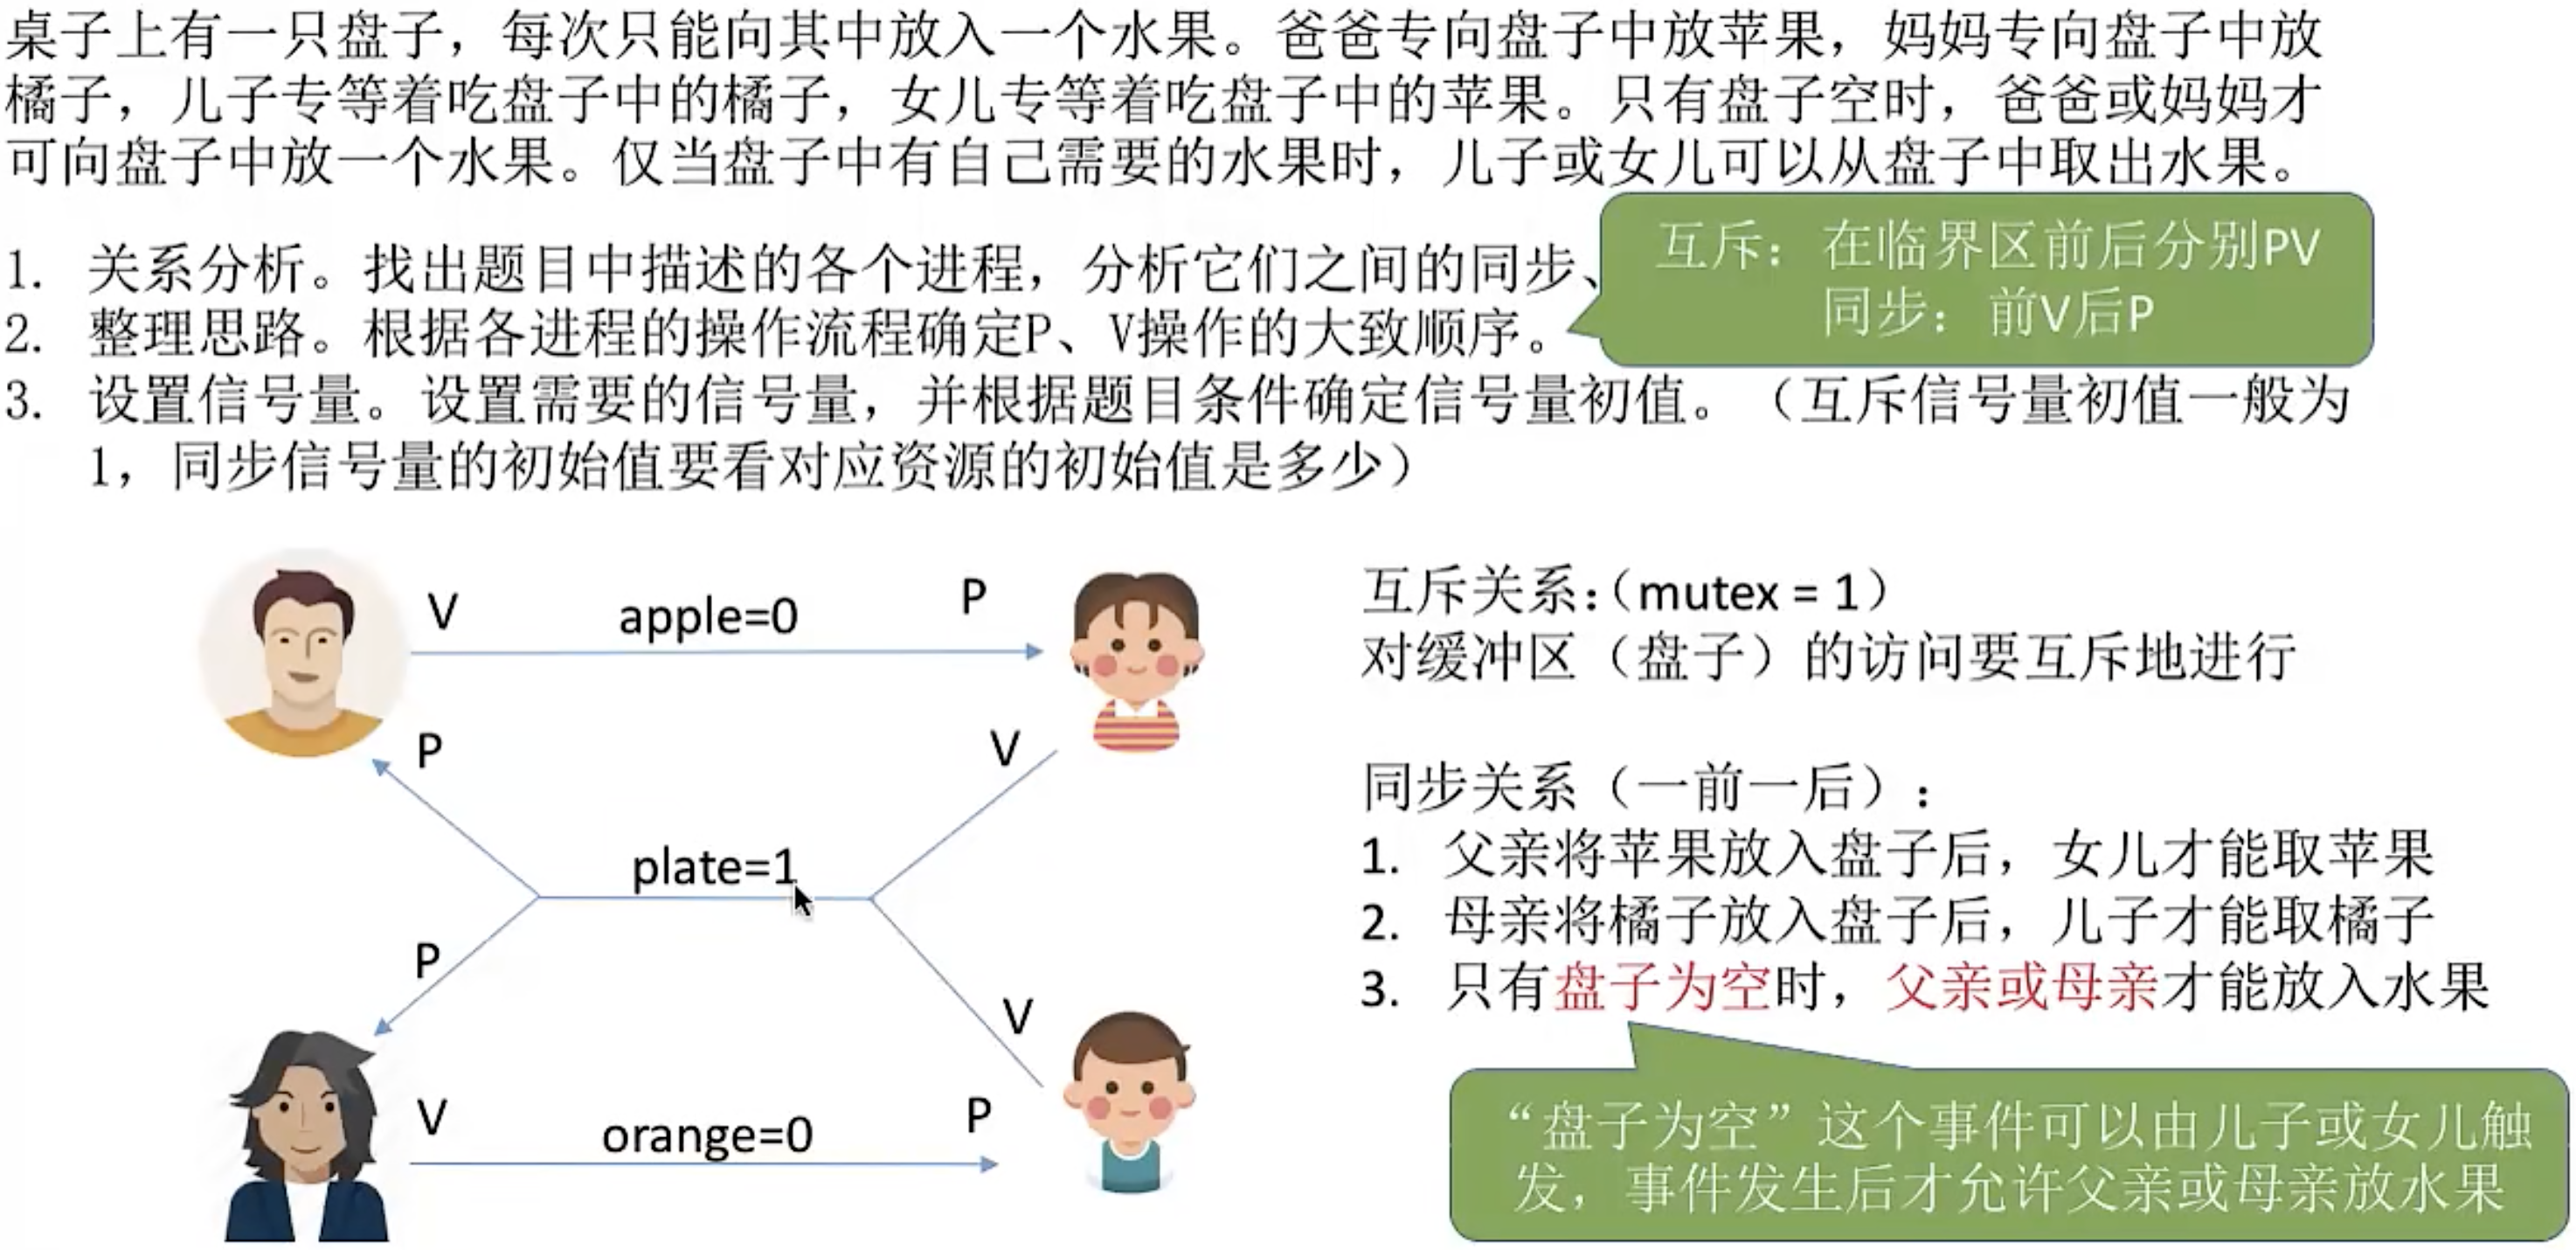 桌子上有一只盘子，每次只能向其中放入一个水果。爸爸专向盘子中放苹果，妈妈专向盘子中放
橘子，儿子专等着吃盘子中的橘子，女儿专等着吃盘子中的苹果。只有盘子空时，爸爸或妈妈才
可向盘子中放一个水果。仅当盘子中有自己需要的水果时，儿子或女儿可以从盘子中取出水果。
1. 关系分析。找出题目中描述的各个进程，分析它们之间的同步、
2. 整理思路。根据各进程的操作流程确定P、V操作的大致顺序。
3. 设置信号量。设置需要的信号量，并根据题目条件确定信号量初值。（互斥信号量初值一般为
1，同步信号量的初始值要看对应资源的初始值是多少）
互斥：在临界区前后分别PV
同步：前V后P
V
apple=0
P
P
V
plate=1
P
V
V
orange=0
P
互斥关系：（mutex = 1）
对缓冲区（盘子）的访问要互斥地进行
同步关系（一前一后）：
1. 父亲将苹果放入盘子后，女儿才能取苹果
2. 母亲将橘子放入盘子后，儿子才能取橘子
3. 只有盘子为空时，父亲或母亲才能放入水果
“盘子为空”这个事件可以由儿子或女儿触
发，事件发生后才允许父亲或母亲放水果